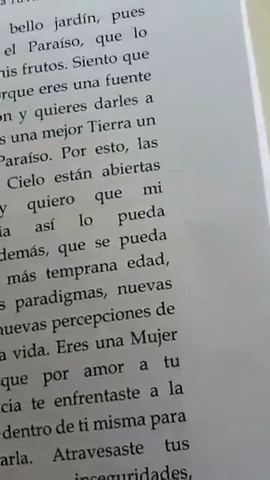 bello jardín, pues
el Paraíso, que lo
frutos. Siento que
eres una fuente
y quieres darles a
una mejor Tierra un
Paraíso. Por esto, las
Cielo están abiertas
y quiero que mi
así lo pueda
que se pueda
más temprana edad,
paradigmas, nuevas
nuevas percepciones de
vida. Eres una Mujer
que por amor a tu
te enfrentaste a la
dentro de ti misma para
Atravesaste tus
inseguridades,